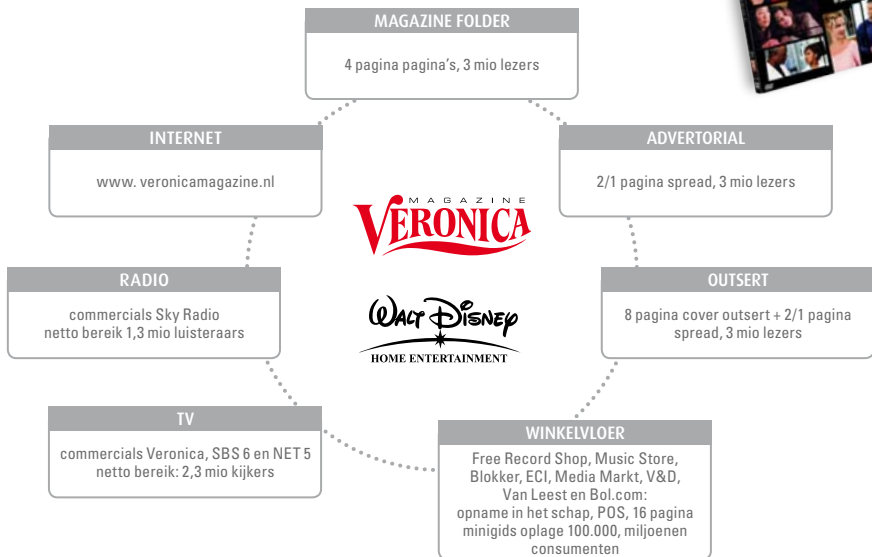 MAGAZINE FOLDER
4 pagina pagina's, 3 mio lezers
INTERNET
www. veronicamagazine.nl
ADVERTORIAL
2/1 pagina spread, 3 mio lezers
MAGAZINE
VERONICA
RADIO
commercials Sky Radio
netto bereik 1,3 mio luisteraars
OUTSERT
8 pagina cover outsert + 2/1 pagina
spread, 3 mio lezers
WALT DISNEY
HOME ENTERTAINMENT
TV
commercials Veronica, SBS 6 en NET 5
netto bereik: 2,3 mio kijkers
WINKELVLOER
Free Record Shop, Music Store,
Blokker, ECI, Media Markt, V&D,
Van Leest en Bol.com:
opname in het schap, POS, 16 pagina
minigids oplage 100.000, miljoenen
consumenten